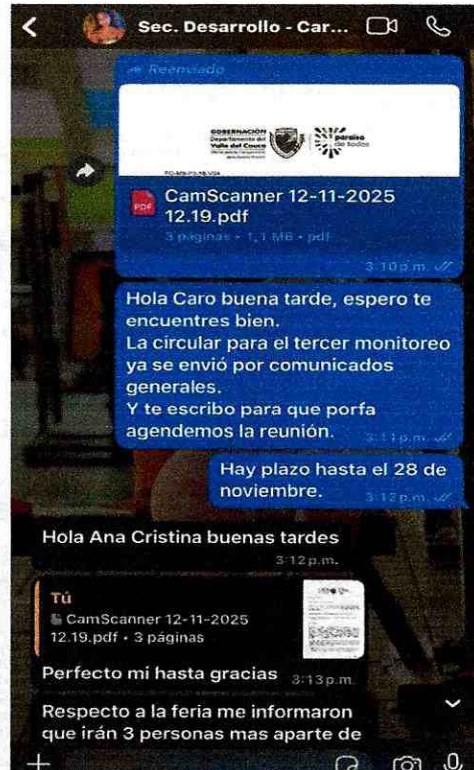 Sec. Desarrollo - Car...
Reenviado
GOBERNACIÓN
Departamento del
Valle del Cauca
paraíso
de todos
PDF
CamScanner 12-11-2025
12.19.pdf
3 páginas • 1,1 MB • pdf
3:10 p.m.
Hola Caro buena tarde, espero te
encuentres bien.
La circular para el tercer monitoreo
ya se envió por comunicados
generales.
Y te escribo para que porfa
agendemos la reunión.
3:11 p.m.
Hay plazo hasta el 28 de
noviembre.
3:12 p.m.
Hola Ana Cristina buenas tardes
3:12 p.m.
Tú
CamScanner 12-11-2025
12.19.pdf • 3 páginas
Perfecto mi hasta gracias
3:13 p.m.
Respecto a la feria me informaron
que irán 3 personas mas aparte de